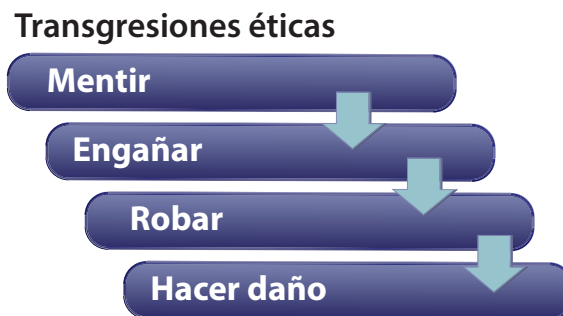 Transgresiones éticas
Mentir
Engañar
Robar
Hacer daño